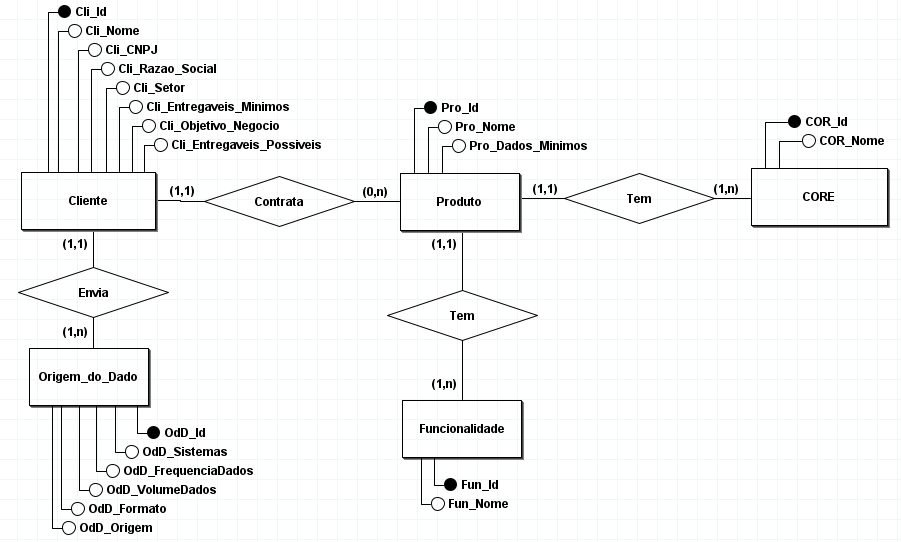 Cli_Id
Cli_Nome
Cli_CNPJ
Cli_Razao_Social
Cli_Setor
Cli_Entregaveis_Minimos
Cli_Objetivo_Negocio
Cli_Entregaveis_Possiveis
Pro_Id
Pro_Nome
Pro_Dados_Minimos
COR_Id
COR_Nome
Cliente
(1,1)
Contrata
(0,n)
Produto
(1,1)
Tem
(1,n)
CORE
(1,1)
Envia
(1,n)
Origem_do_Dado
(1,1)
Tem
(1,n)
Funcionalidade
OdD_Id
OdD_Sistemas
OdD_FrequenciaDados
OdD_VolumeDados
OdD_Formato
OdD_Origem
Fun_Id
Fun_Nome